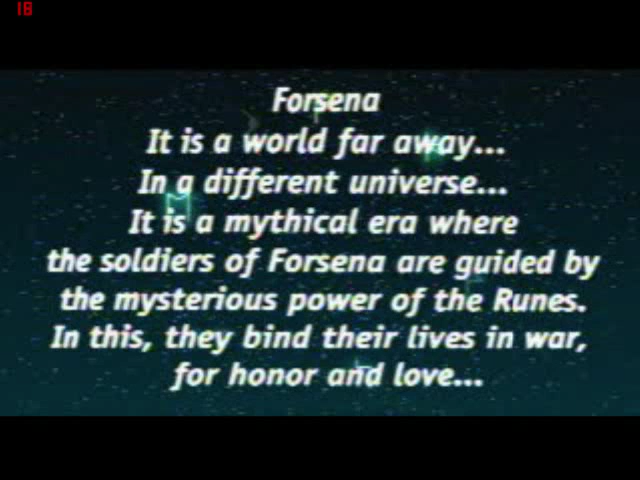 18
Forsena
It is a world far away...
In a different universe...
It is a mythical era where
the soldiers of Forsena are guided by
the mysterious power of the Runes.
In this, they bind their lives in war,
for honor and love...